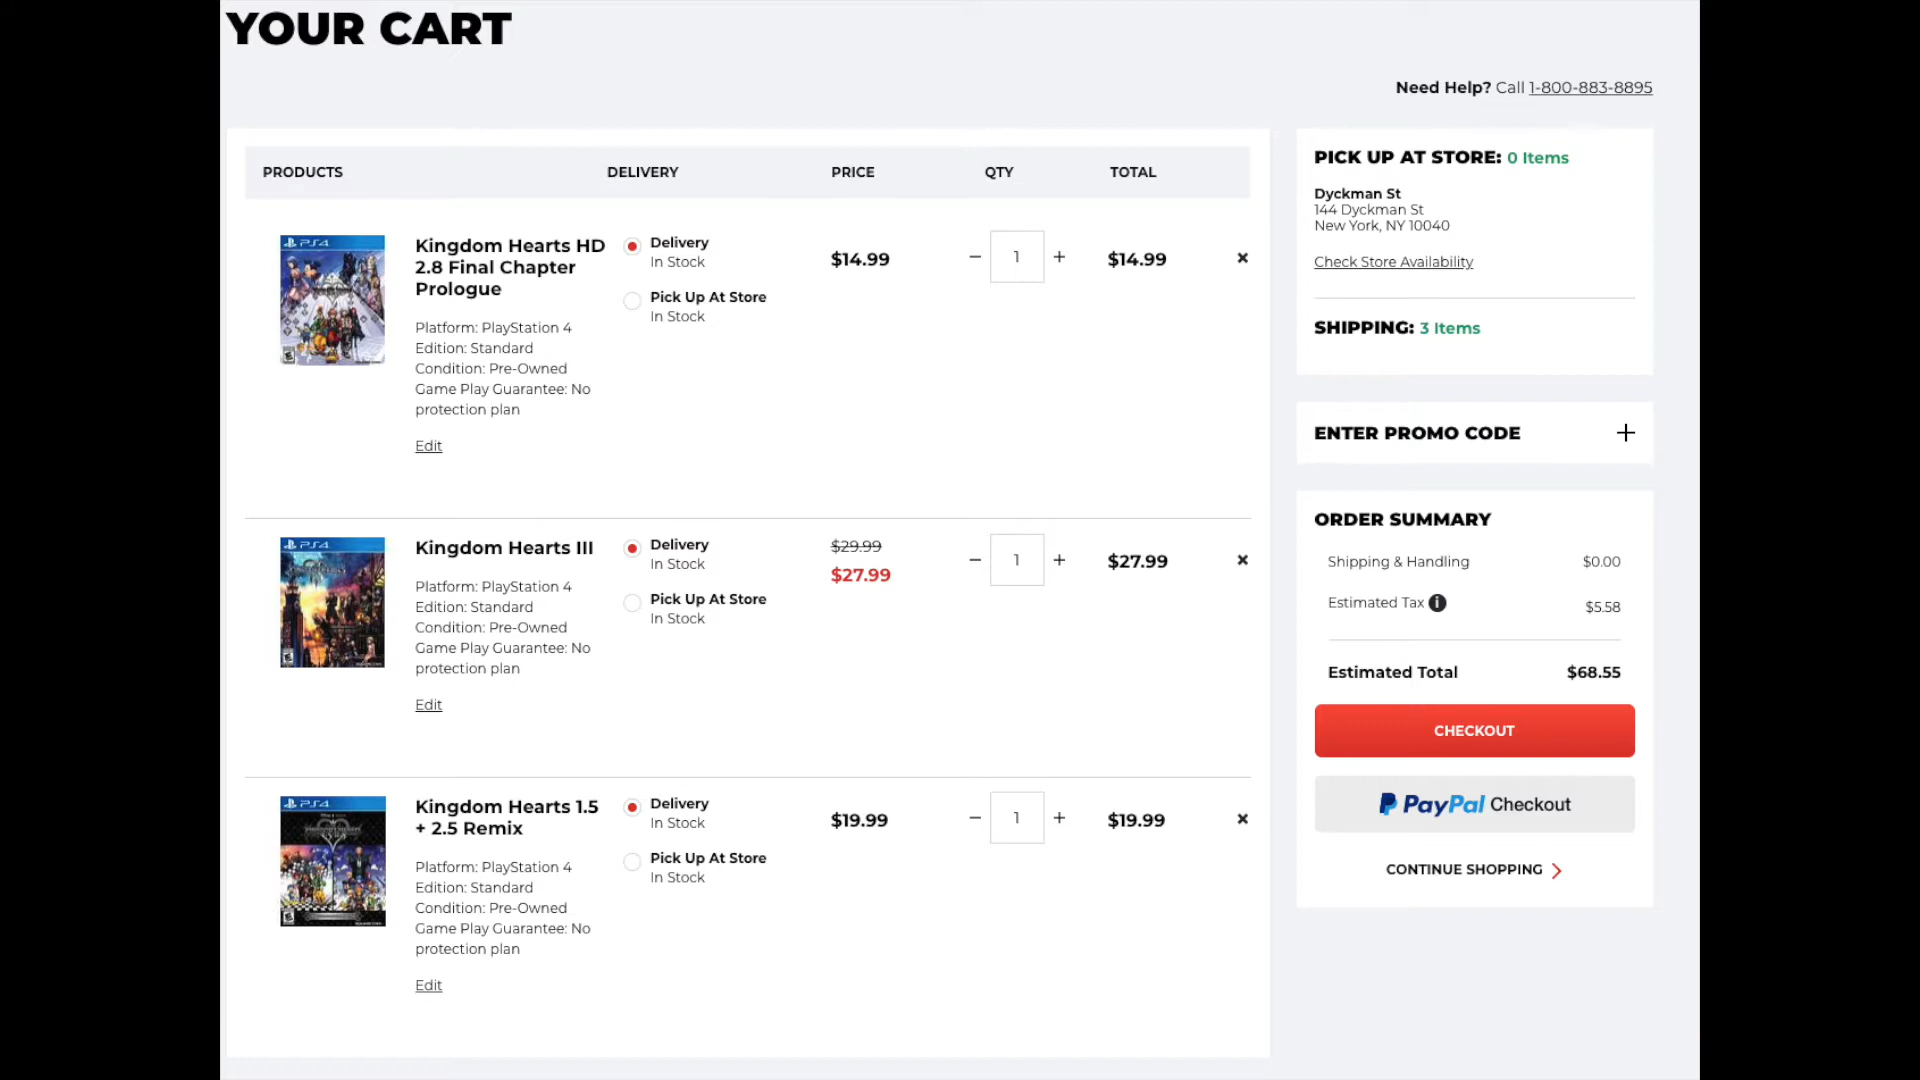 YOUR CART
Need Help? Call 1-800-883-8895
PRODUCTS DELIVERY PRICE QTY TOTAL
PS4
Kingdom Hearts HD
2.8 Final Chapter
Prologue
Platform: PlayStation 4
Edition: Standard
Condition: Pre-Owned
Game Play Guarantee: No
protection plan
Edit
Delivery
In Stock
Pick Up At Store
In Stock
$14.99
− 1 +
$14.99
×
PS4
Kingdom Hearts III
Platform: PlayStation 4
Edition: Standard
Condition: Pre-Owned
Game Play Guarantee: No
protection plan
Edit
Delivery
In Stock
Pick Up At Store
In Stock
$29.99
$27.99
− 1 +
$27.99
×
PS4
Kingdom Hearts 1.5
+ 2.5 Remix
Platform: PlayStation 4
Edition: Standard
Condition: Pre-Owned
Game Play Guarantee: No
protection plan
Edit
Delivery
In Stock
Pick Up At Store
In Stock
$19.99
− 1 +
$19.99
×
PICK UP AT STORE: 0 Items
Dyckman St
144 Dyckman St
New York, NY 10040
Check Store Availability
SHIPPING: 3 Items
ENTER PROMO CODE +
ORDER SUMMARY
Shipping & Handling $0.00
Estimated Tax i $5.58
Estimated Total $68.55
CHECKOUT
PayPal Checkout
CONTINUE SHOPPING